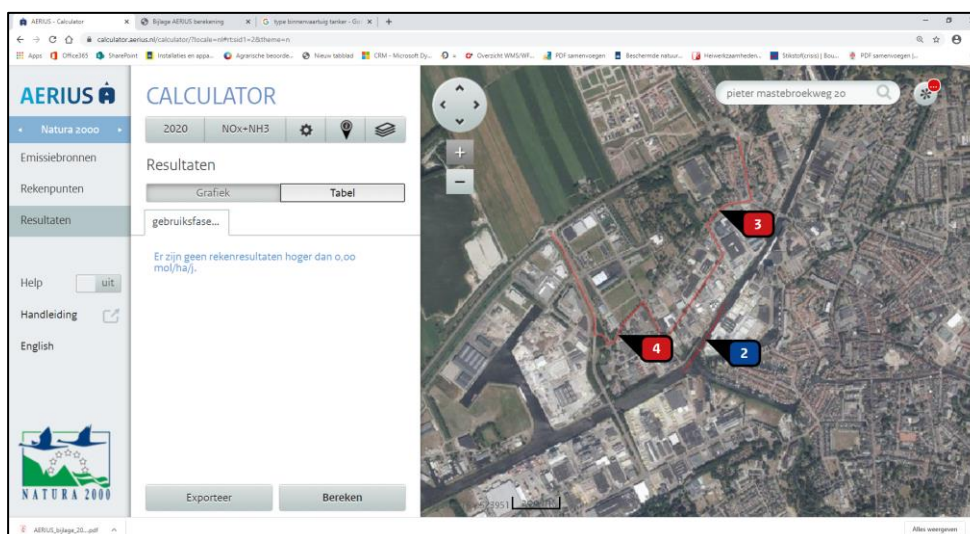 AERIUS - Calculator
Bijlage AERIUS berekening
type binnenvaartuig tanker - Go
calculator.aerius.nl/calculator/?locale=nl#rtsid1=2&theme=n
Apps
Office365
SharePoint
Installaties en appa...
Agrarische besoorde...
Nieuw tabblad
CRM - Microsoft Dy...
Overzicht WMS/WF...
PDF samenvoegen
Beschermde natuur...
Heiwerkzaamheden...
Stikstof(crisis) | Bou...
PDF samenvoegen |...
AERIUS
CALCULATOR
pieter mastebroekweg 20
Natura 2000
2020
NOx+NH3
Emissiebronnen
Rekenpunten
Resultaten
Resultaten
Grafiek
Tabel
gebruiksfase...
Er zijn geen rekenresultaten hoger dan 0,00
mol/ha/j.
Help
uit
Handleiding
English
3
4
2
NATURA 2000
Exporteer
Bereken
AERIUS_bijlage_20....pdf
Alles weergeven